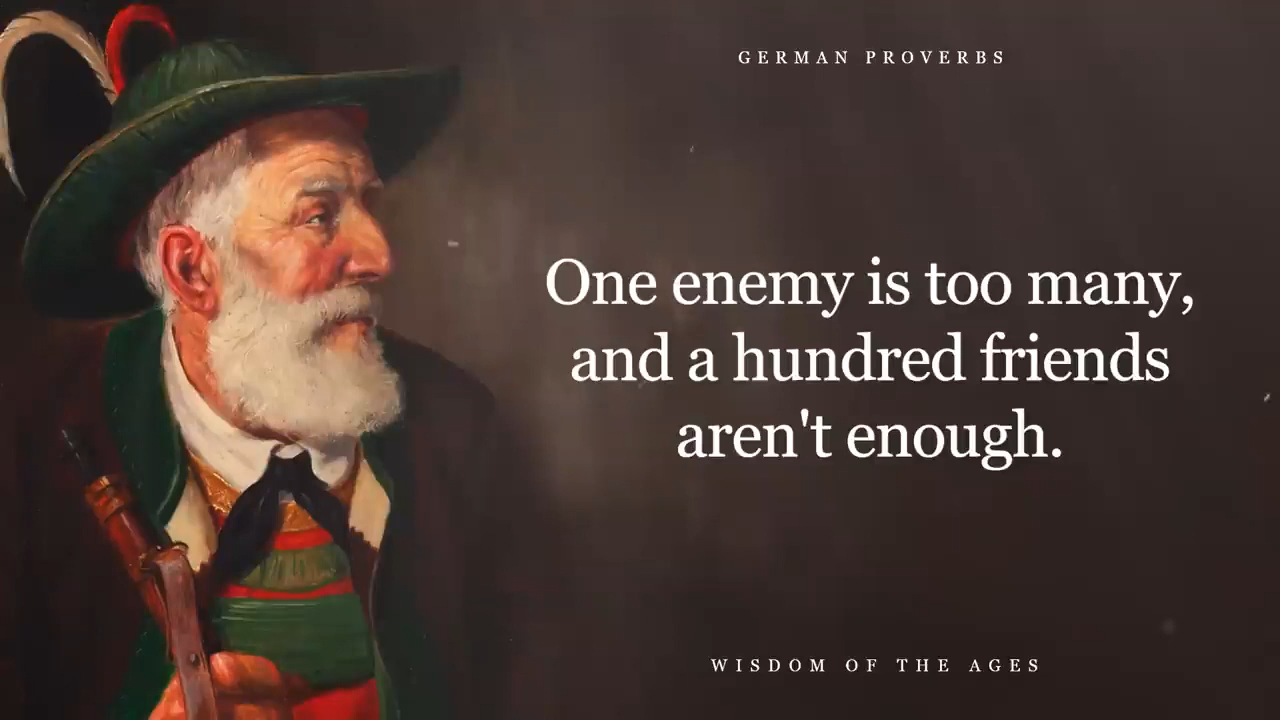 GERMAN PROVERBS
One enemy is too many,
and a hundred friends
aren't enough.
WISDOM OF THE AGES